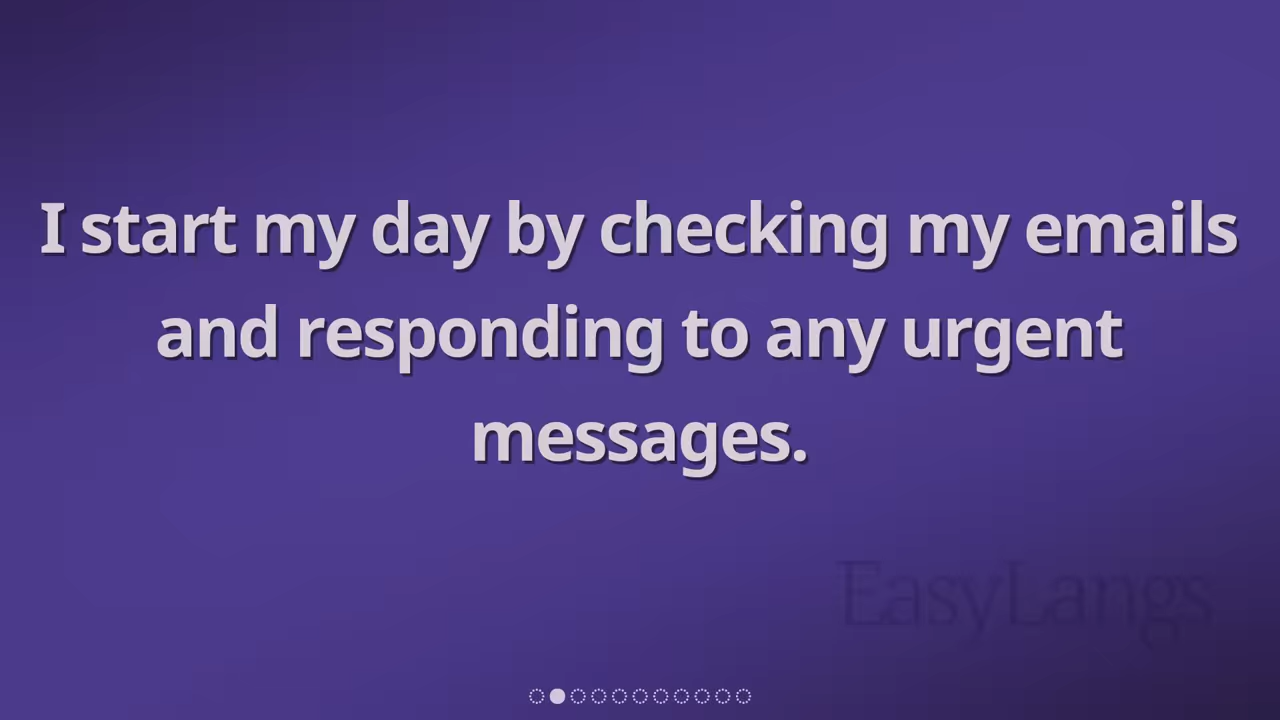 I start my day by checking my emails
and responding to any urgent
messages.
EasyLangs